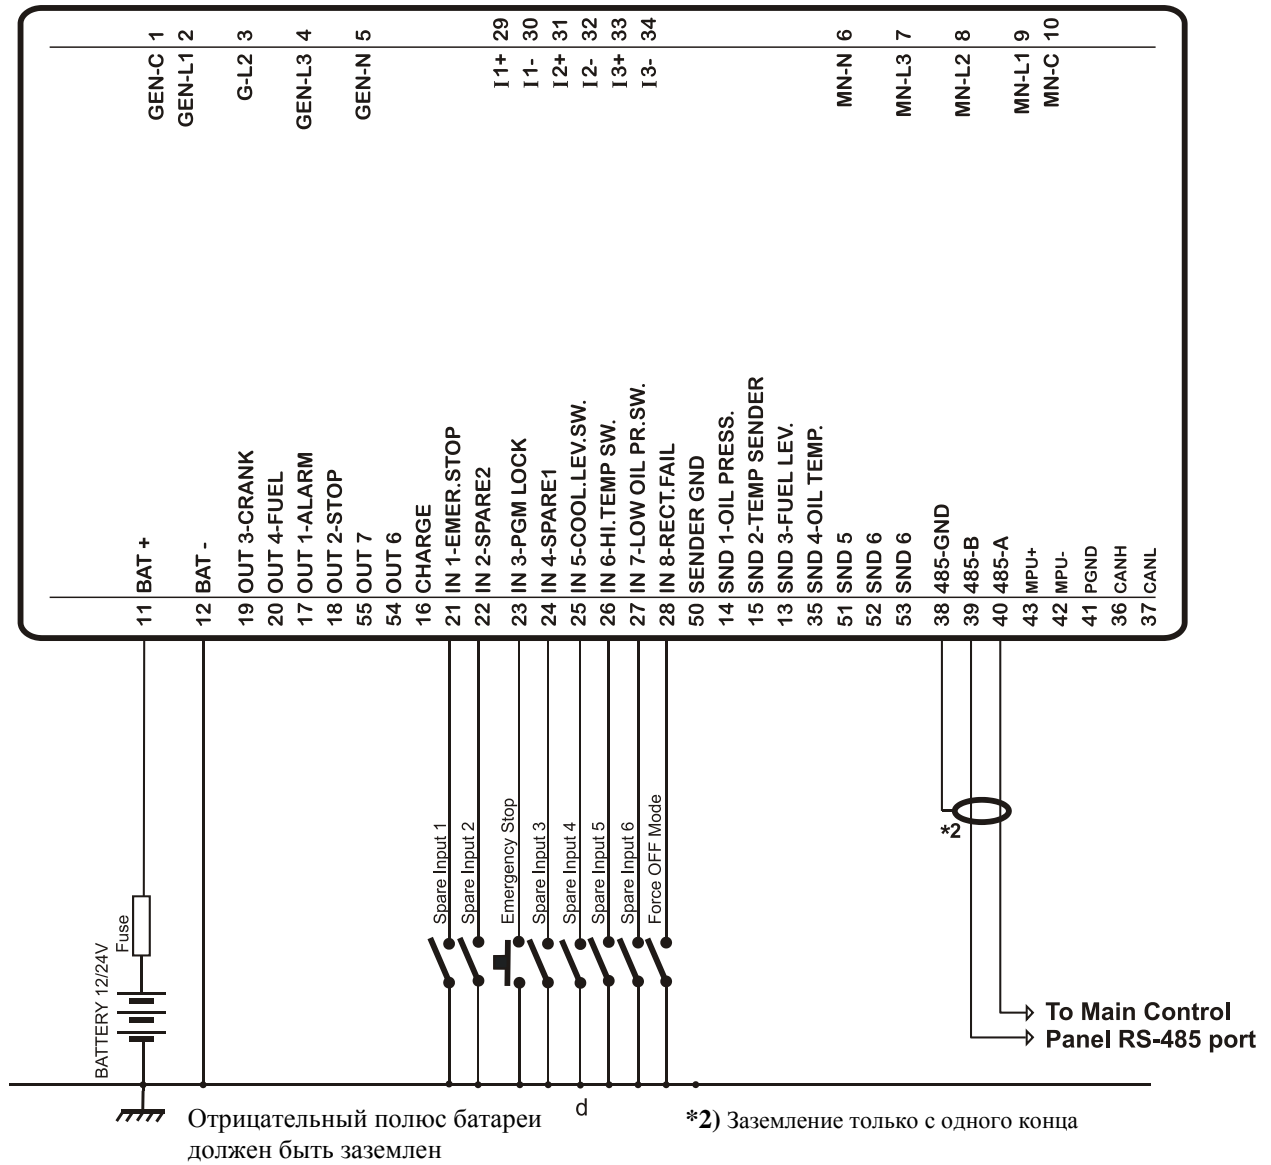 GEN-C 1
GEN-L1 2
G-L2 3
GEN-L3 4
GEN-N 5
I1+ 29
I1- 30
I2+ 31
I2- 32
I3+ 33
I3- 34
MN-N 6
MN-L3 7
MN-L2 8
MN-L1 9
MN-C 10
11 BAT +
12 BAT -
19 OUT 3-CRANK
20 OUT 4-FUEL
17 OUT 1-ALARM
18 OUT 2-STOP
55 OUT 7
54 OUT 6
16 CHARGE
21 IN 1-EMER.STOP
22 IN 2-SPARE2
23 IN 3-PGM LOCK
24 IN 4-SPARE1
25 IN 5-COOL.LEV.SW.
26 IN 6-HI.TEMP SW.
27 IN 7-LOW OIL PR.SW.
28 IN 8-RECT.FAIL
50 SENDER GND
14 SND 1-OIL PRESS.
15 SND 2-TEMP SENDER
13 SND 3-FUEL LEV.
35 SND 4-OIL TEMP.
51 SND 5
52 SND 6
53 SND 6
38 485-GND
39 485-B
40 485-A
43 MPU+
42 MPU-
41 PGND
36 CANH
37 CANL
Spare Input 1
Spare Input 2
Emergency Stop
Spare Input 3
Spare Input 4
Spare Input 5
Spare Input 6
Force OFF Mode
*2
Fuse
BATTERY 12/24V
To Main Control
Panel RS-485 port
d
Отрицательный полюс батареи
должен быть заземлен
*2) Заземление только с одного конца